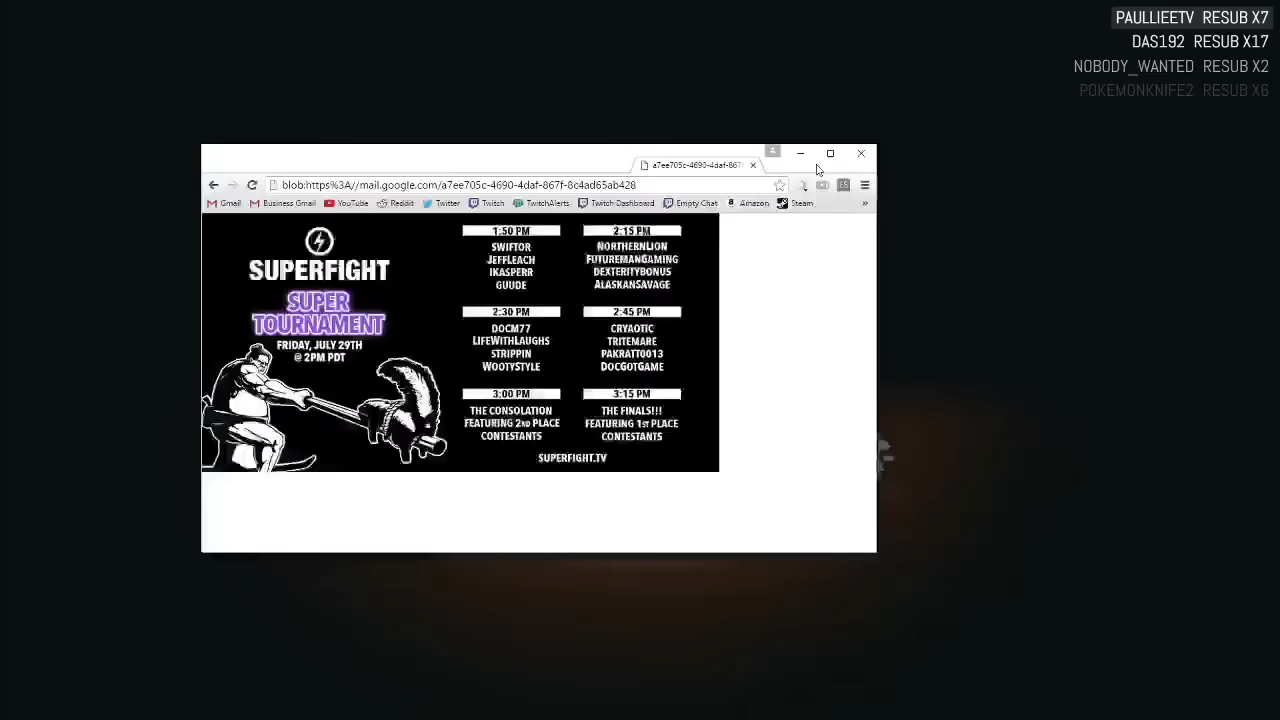 PAULLIEETV RESUB X7
DAS192 RESUB X17
NOBODY_WANTED RESUB X2
POKEMONKNIFE2 RESUB X6
a7ee705c-4690-4daf-867f
blob:https%3A//mail.google.com/a7ee705c-4690-4daf-867f-8c4ad65ab428
Gmail Business Gmail YouTube Reddit Twitter Twitch TwitchAlerts Twitch Dashboard Empty Chat Amazon Steam »
SUPERFIGHT
SUPER
TOURNAMENT
FRIDAY, JULY 29TH
@ 2PM PDT
1:50 PM
SWIFTOR
JEFFLEACH
IKASPERR
GUUDE
2:15 PM
NORTHERNLION
FUTUREMANGAMING
DEXTERITYBONUS
ALASKANSAVAGE
2:30 PM
DOCM77
LIFEWITHLAUGHS
STRIPPIN
WOOTYSTYLE
2:45 PM
CRYAOTIC
TRITEMARE
PAKRATT0013
DOCGOTGAME
3:00 PM
THE CONSOLATION
FEATURING 2ND PLACE
CONTESTANTS
3:15 PM
THE FINALS!!!
FEATURING 1ST PLACE
CONTESTANTS
SUPERFIGHT.TV